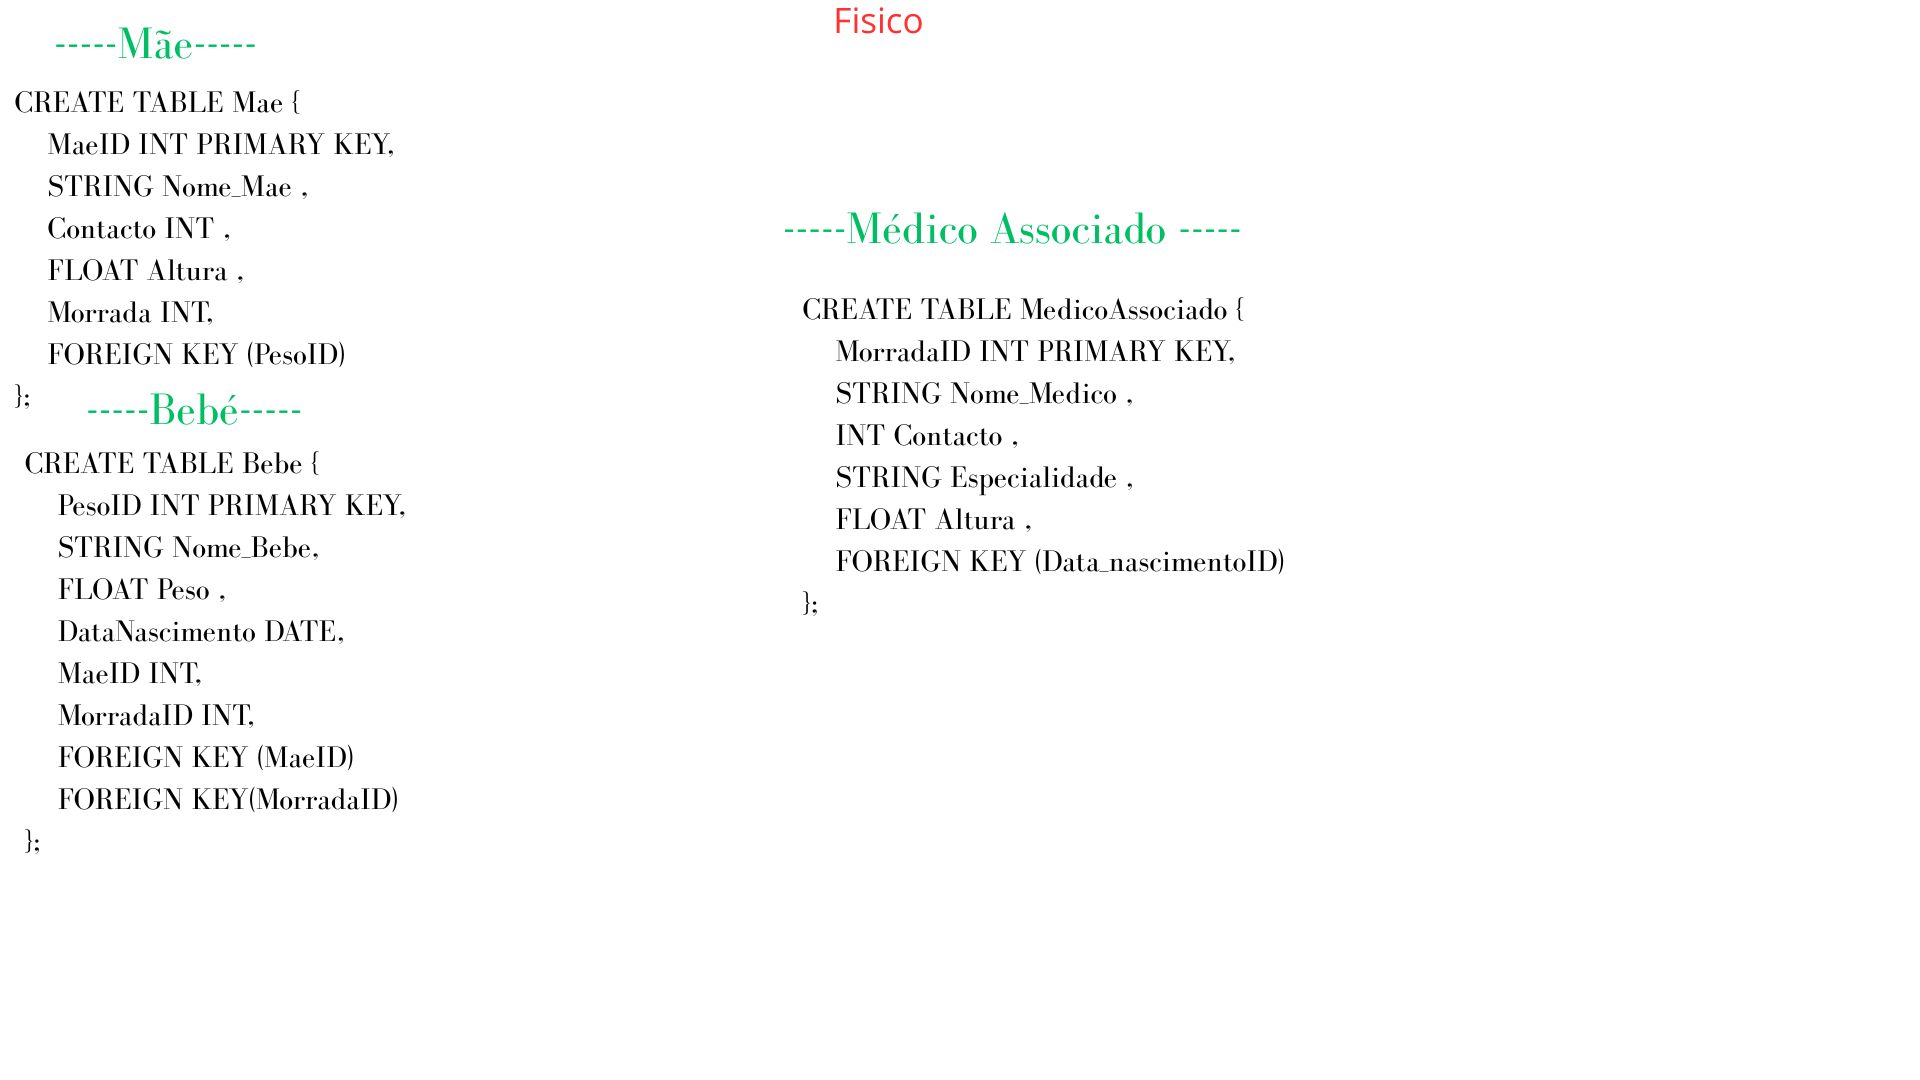 Fisico
-----Mãe-----
CREATE TABLE Mae {
MaeID INT PRIMARY KEY,
STRING Nome_Mae ,
Contacto INT ,
FLOAT Altura ,
Morrada INT,
FOREIGN KEY (PesoID)
};
-----Bebé-----
CREATE TABLE Bebe {
PesoID INT PRIMARY KEY,
STRING Nome_Bebe,
FLOAT Peso ,
DataNascimento DATE,
MaeID INT,
MorradaID INT,
FOREIGN KEY (MaeID)
FOREIGN KEY(MorradaID)
};
-----Médico Associado -----
CREATE TABLE MedicoAssociado {
MorradaID INT PRIMARY KEY,
STRING Nome_Medico ,
INT Contacto ,
STRING Especialidade ,
FLOAT Altura ,
FOREIGN KEY (Data_nascimentoID)
};